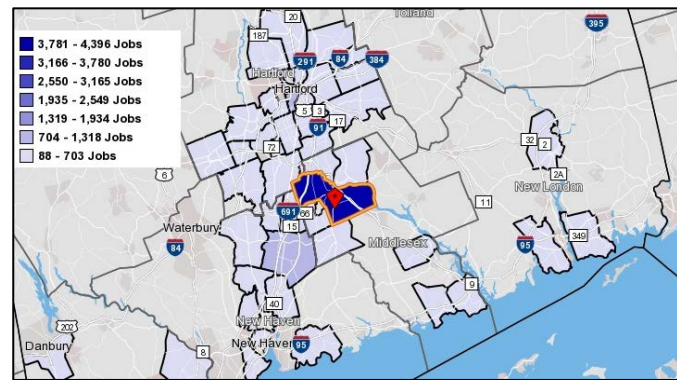 3,781 - 4,396 Jobs
3,166 - 3,780 Jobs
2,550 - 3,165 Jobs
1,935 - 2,549 Jobs
1,319 - 1,934 Jobs
704 - 1,318 Jobs
88 - 703 Jobs
20
Tolland
395
187
291
84
384
Hartford
Hartford
5
3
17
91
72
32
2
6
2A
New London
11
691
66
15
Waterbury
84
Middlesex
95
349
9
40
New Haven
202
New Haven
95
Danbury
8